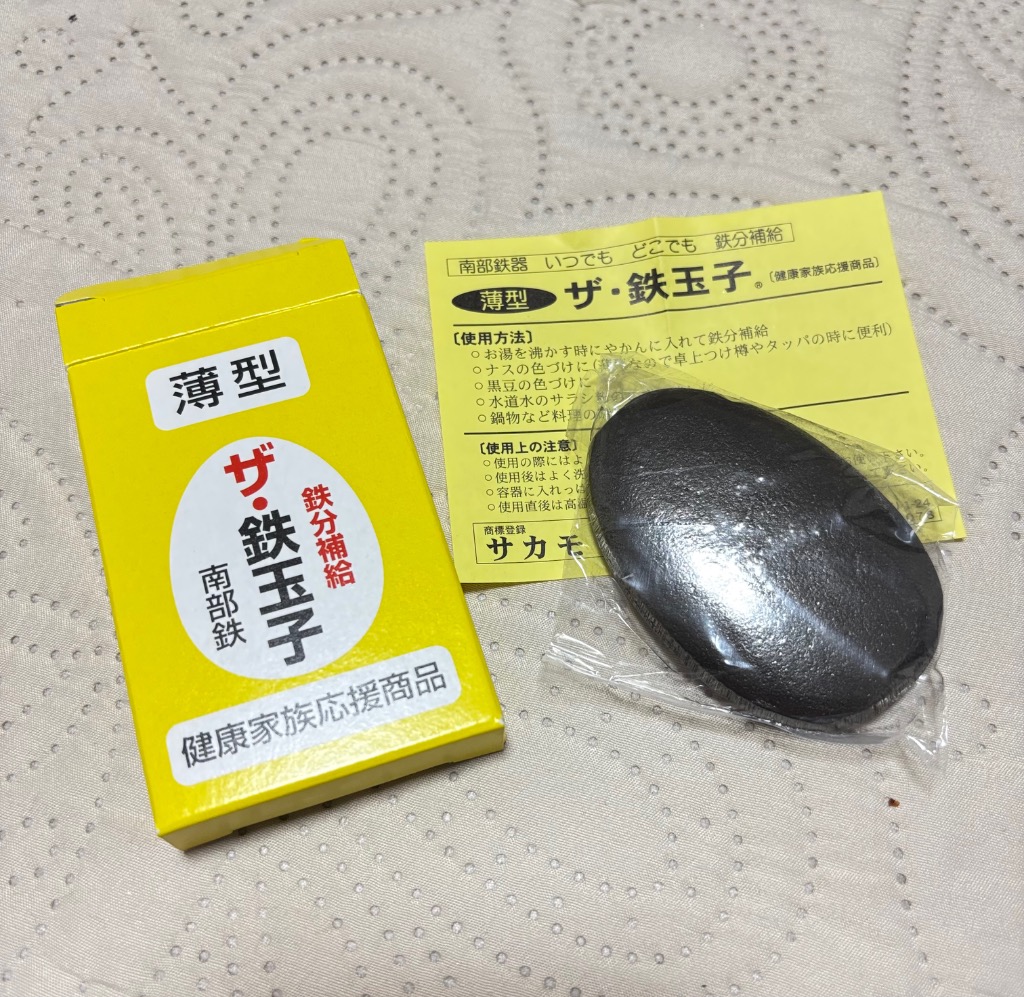 薄型
ザ・鉄玉子
鉄分補給
南部鉄
健康家族応援商品
南部鉄器 いつでも どこでも 鉄分補給
薄型 ザ・鉄玉子® 〔健康家族応援商品〕
〔使用方法〕
○お湯を沸かす時にやかんに入れて鉄分補給
○ナスの色づけに(なので卓上つけ樽やタッパの時に便利)
○黒豆の色づけに
○水道水のサラシ粉の
○鍋物など料理の
〔使用上の注意〕
○使用の際にはよ
○使用後はよく洗
○容器に入れっぱ
○使用直後は高温
商標登録
サカモ